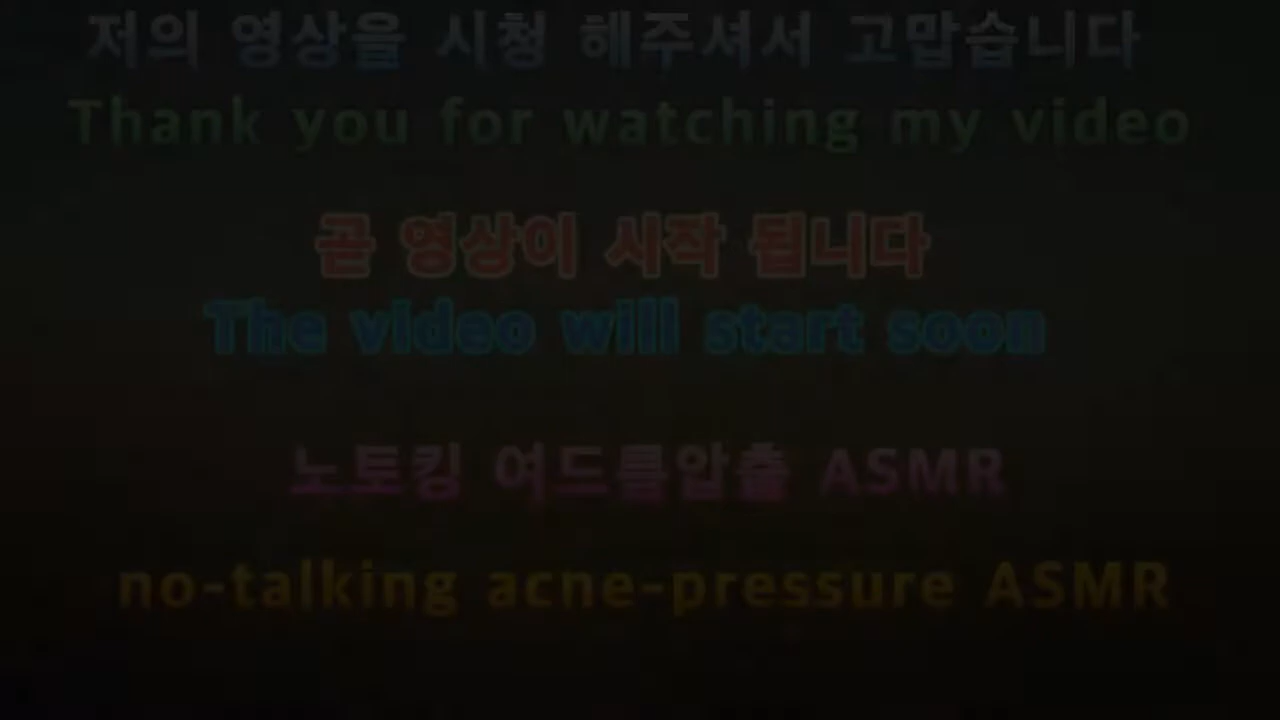 저의 영상을 시청 해주셔서 고맙습니다
Thank you for watching my video
곧 영상이 시작 됩니다
The video will start soon
노토킹 여드름압출 ASMR
no-talking acne-pressure ASMR